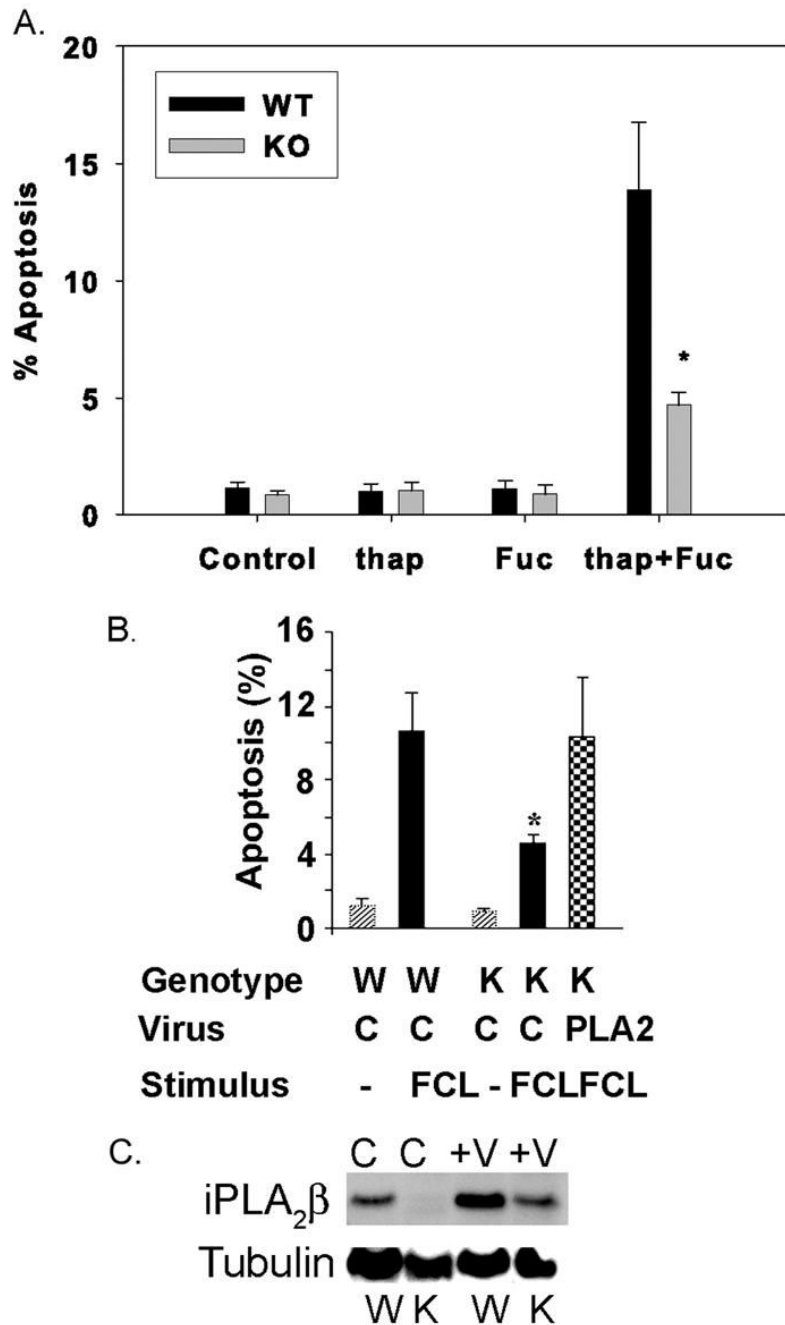 A.
20
15
10
5
0
% Apoptosis
WT
KO
*
Control thap Fuc thap+Fuc
B.
16
12
8
4
0
Apoptosis (%)
*
Genotype W W K K K
Virus C C C C PLA2
Stimulus - FCL - FCLFCL
C.
C C +V +V
iPLA₂β
Tubulin
W K W K